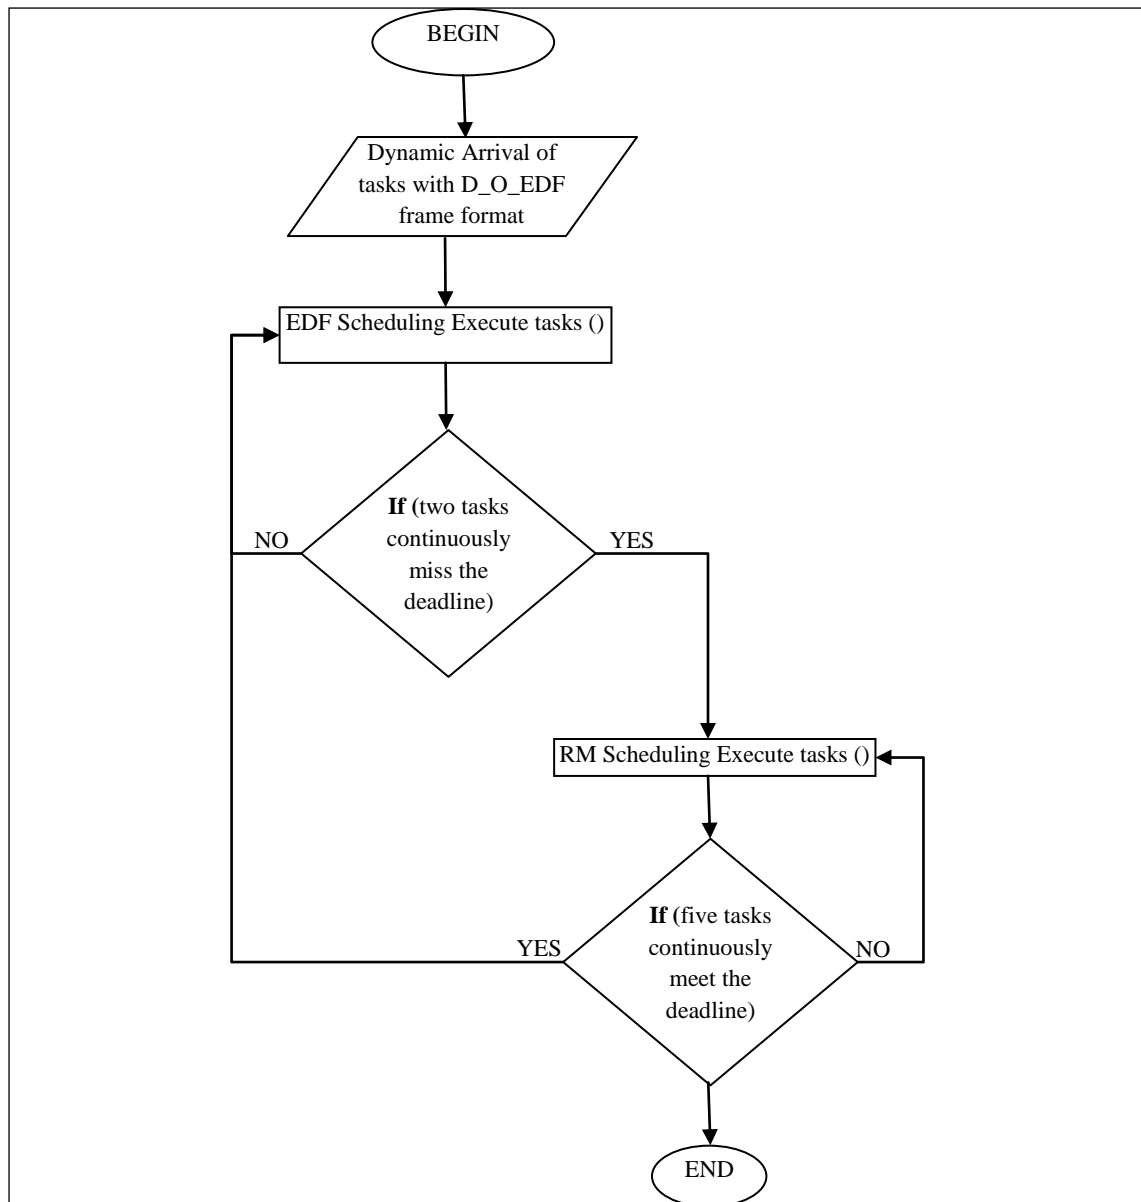 BEGIN
Dynamic Arrival of
tasks with D_O_EDF
frame format
EDF Scheduling Execute tasks ()
If (two tasks
continuously
miss the
deadline)
NO
YES
RM Scheduling Execute tasks ()
If (five tasks
continuously
meet the
deadline)
YES
NO
END